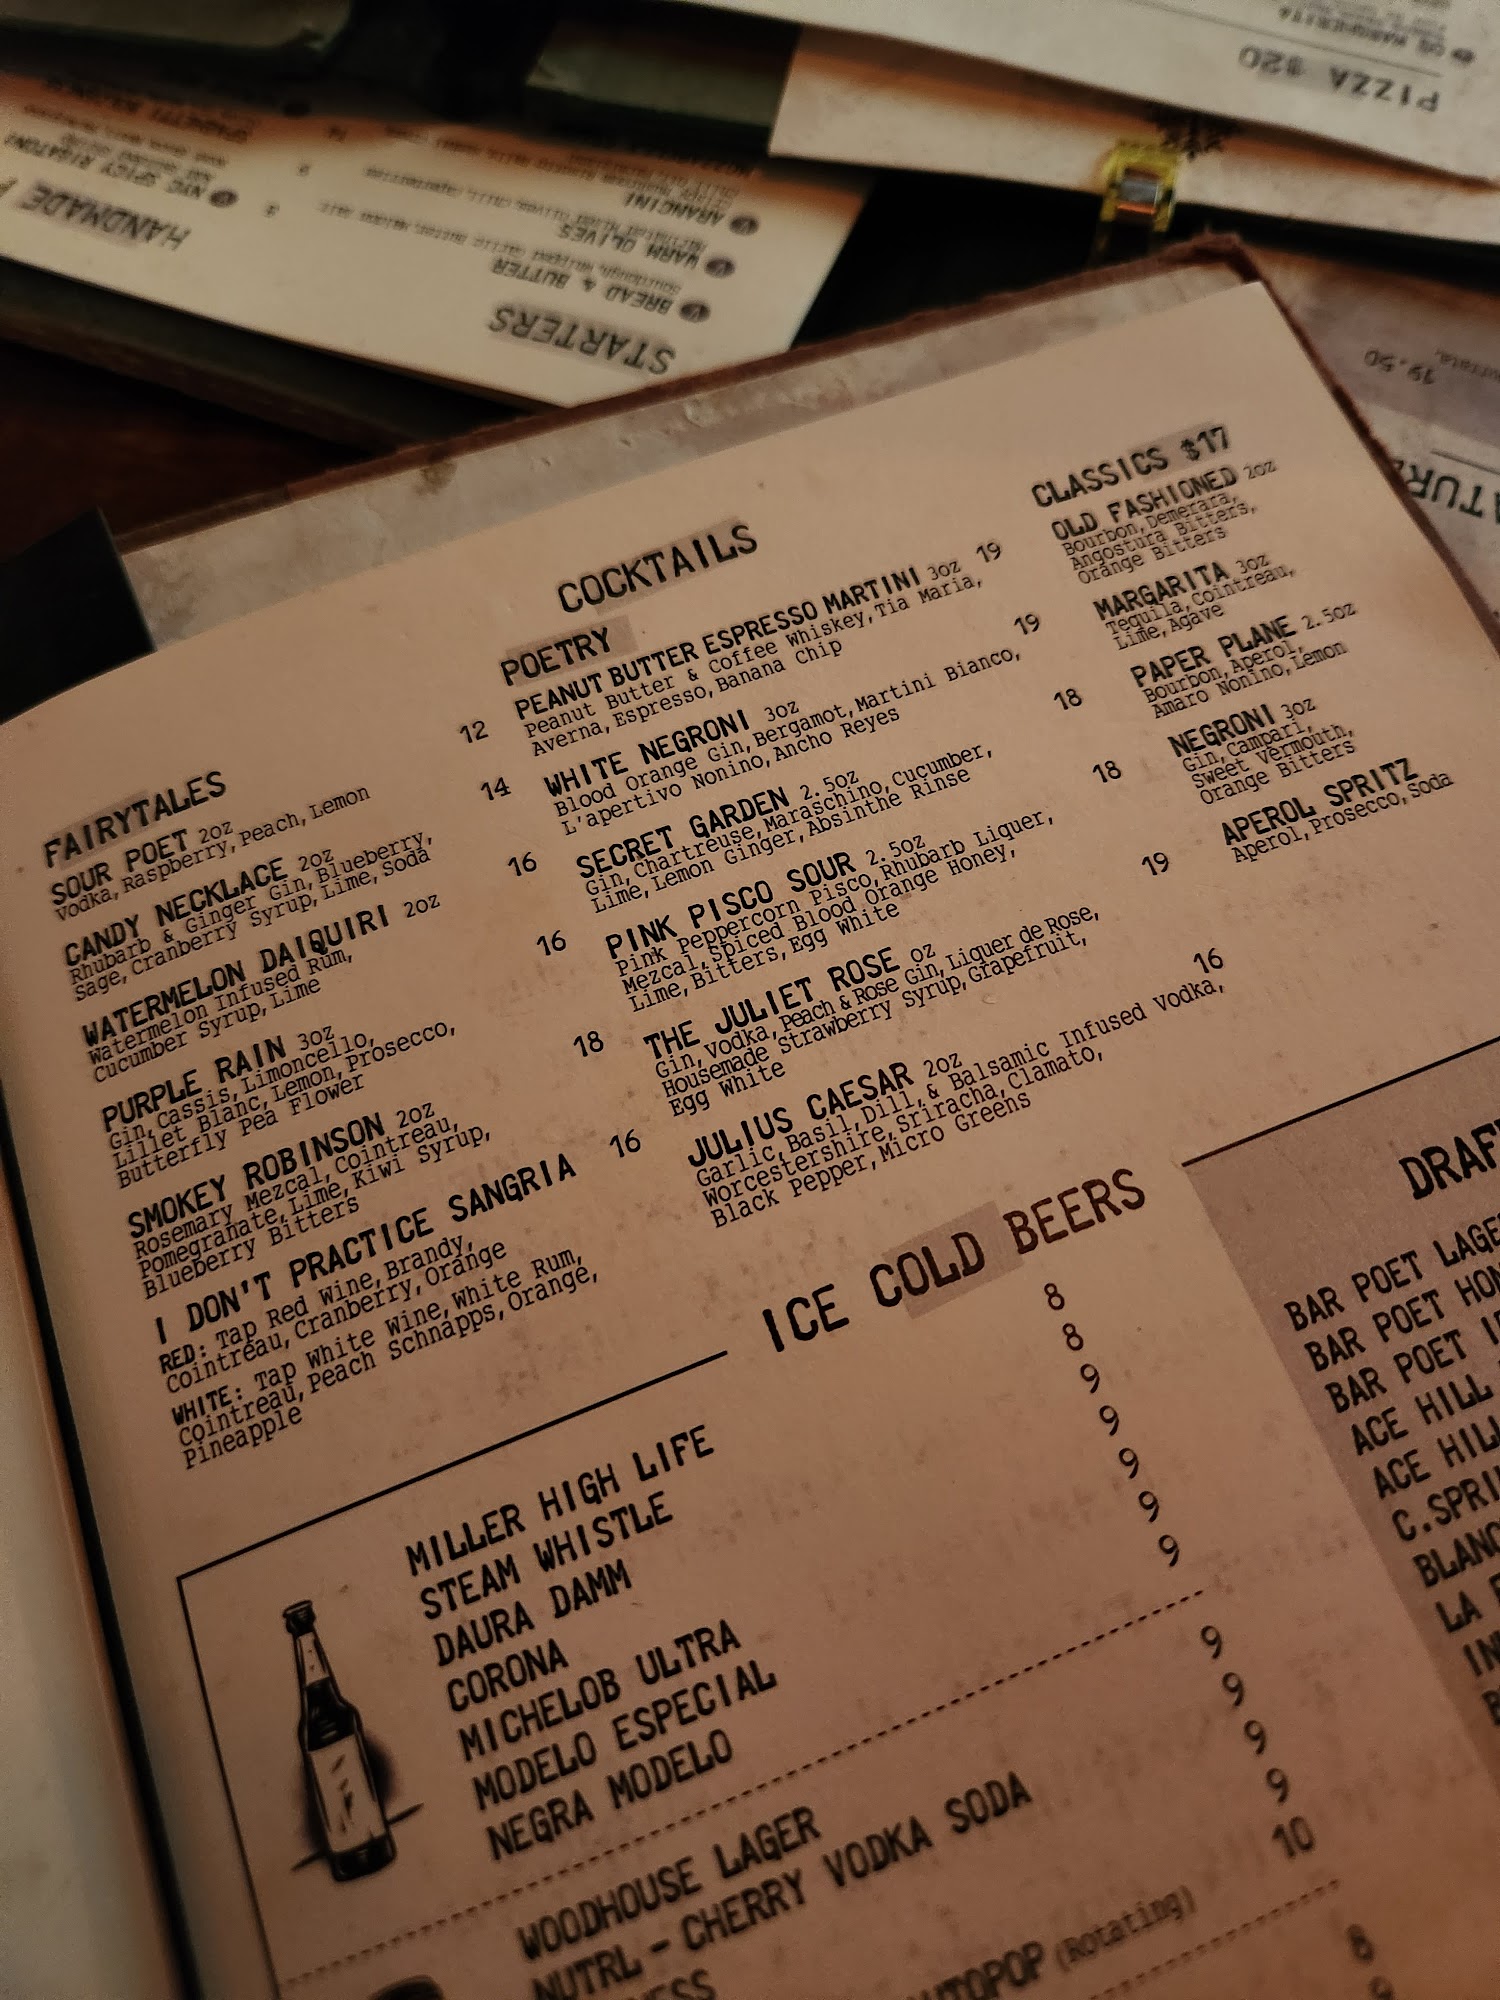 PIZZA $20
MARGHERITA
HANDMADE
NYC SPICY RIGATONI
STARTERS
BREAD & BUTTER
WARM OLIVES
ARANCINI
19.50
COCKTAILS
FAIRYTALES
SOUR POET 2oz 12
Vodka, Raspberry, Peach, Lemon
CANDY NECKLACE 2oz 14
Rhubarb & Ginger Gin, Blueberry,
Sage, Cranberry Syrup, Lime, Soda
WATERMELON DAIQUIRI 2oz 16
Watermelon Infused Rum,
Cucumber Syrup, Lime
PURPLE RAIN 3oz 16
Gin, Cassis, Limoncello,
Lillet Blanc, Lemon, Prosecco,
Butterfly Pea Flower
SMOKEY ROBINSON 2oz 18
Rosemary Mezcal, Cointreau,
Pomegranate, Lime, Kiwi Syrup,
Blueberry Bitters
I DON'T PRACTICE SANGRIA 16
RED: Tap Red Wine, Brandy,
Cointreau, Cranberry, Orange
WHITE: Tap White Wine, White Rum,
Cointreau, Peach Schnapps, Orange,
Pineapple
POETRY
PEANUT BUTTER ESPRESSO MARTINI 3oz 19
Peanut Butter & Coffee Whiskey, Tia Maria,
Averna, Espresso, Banana Chip
WHITE NEGRONI 3oz 19
Blood Orange Gin, Bergamot, Martini Bianco,
L'apertivo Nonino, Ancho Reyes
SECRET GARDEN 2.5oz 18
Gin, Chartreuse, Maraschino, Cucumber,
Lime, Lemon Ginger, Absinthe Rinse
PINK PISCO SOUR 2.5oz 18
Pink Peppercorn Pisco, Rhubarb Liquer,
Mezcal, Spiced Blood Orange Honey,
Lime, Bitters, Egg White
THE JULIET ROSE oz 19
Gin, Vodka, Peach & Rose Gin, Liquer de Rose,
Housemade Strawberry Syrup, Grapefruit,
Egg White
JULIUS CAESAR 2oz 16
Garlic, Basil, Dill, & Balsamic Infused Vodka,
Worcestershire, Sriracha, Clamato,
Black Pepper, Micro Greens
CLASSICS $17
OLD FASHIONED 2oz
Bourbon, Demerara,
Angostura Bitters,
Orange Bitters
MARGARITA 3oz
Tequila, Cointreau,
Lime, Agave
PAPER PLANE 2.5oz
Bourbon, Aperol,
Amaro Nonino, Lemon
NEGRONI 3oz
Gin, Campari,
Sweet Vermouth,
Orange Bitters
APEROL SPRITZ
Aperol, Prosecco, Soda
ICE COLD BEERS
MILLER HIGH LIFE 8
STEAM WHISTLE 8
DAURA DAMM 9
CORONA 9
MICHELOB ULTRA 9
MODELO ESPECIAL 9
NEGRA MODELO 9
WOODHOUSE LAGER 9
NUTRL - CHERRY VODKA SODA 9
9
(Rotating) 9
10
8
DRAF
BAR POET LAGE
BAR POET HON
BAR POET I
ACE HILL
ACE HILL
C.SPRI
BLANC
LA